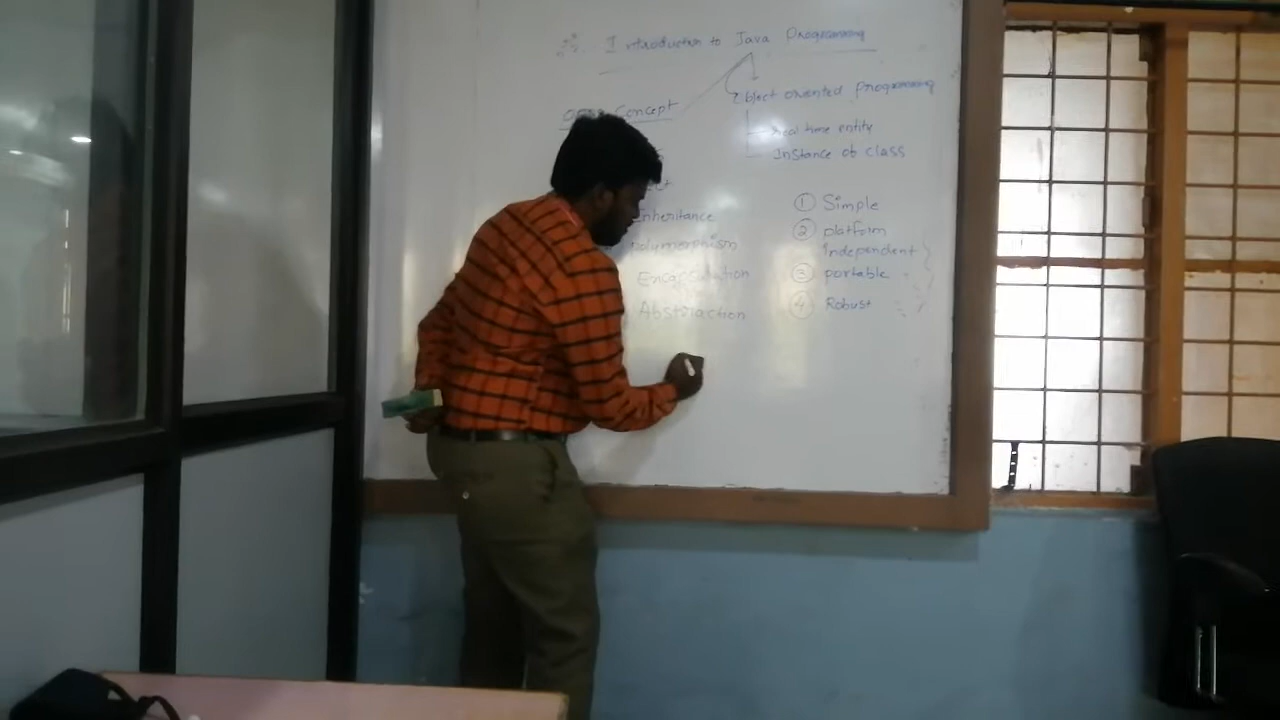 Introduction to Java Programming
Object oriented programming
OOPS Concept
Real time entity
Instance of class
Inheritance
Polymorphism
Encapsulation
Abstraction
① Simple
② platform
Independent
③ portable
④ Robust